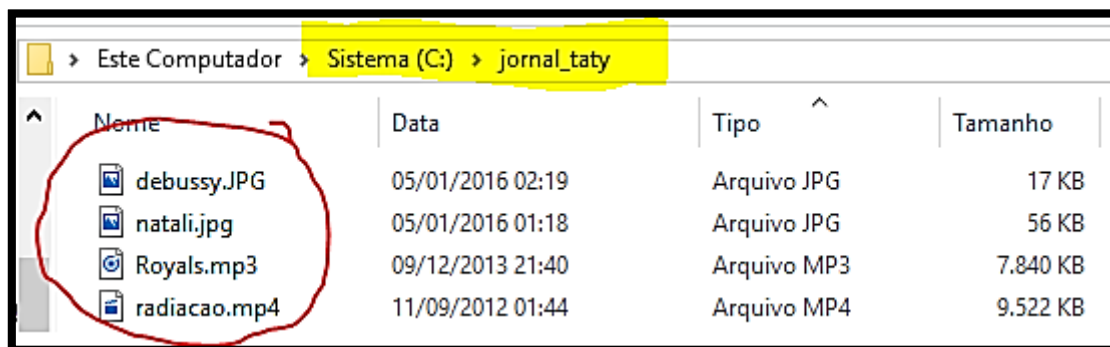 Este Computador > Sistema (C:) > jornal_taty
Nome Data Tipo Tamanho
debussy.JPG 05/01/2016 02:19 Arquivo JPG 17 KB
natali.jpg 05/01/2016 01:18 Arquivo JPG 56 KB
Royals.mp3 09/12/2013 21:40 Arquivo MP3 7.840 KB
radiacao.mp4 11/09/2012 01:44 Arquivo MP4 9.522 KB